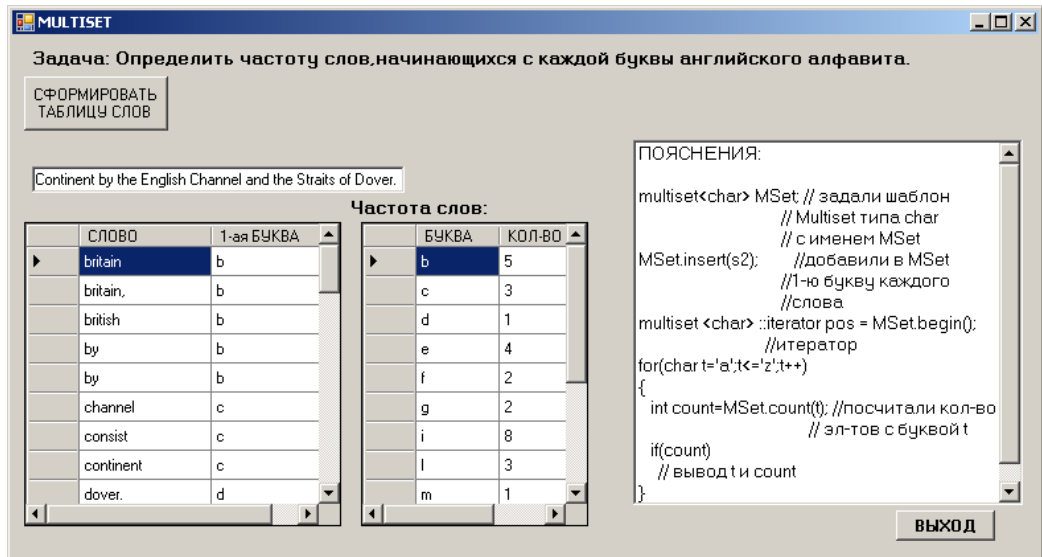 MULTISET
Задача: Определить частоту слов,начинающихся с каждой буквы английского алфавита.
СФОРМИРОВАТЬ
ТАБЛИЦУ СЛОВ
Continent by the English Channel and the Straits of Dover.
Частота слов:
СЛОВО 1-ая БУКВА
britain b
britain, b
british b
by b
by b
channel c
consist c
continent c
dover. d
БУКВА КОЛ-ВО
b 5
c 3
d 1
e 4
f 2
g 2
i 8
l 3
m 1
ПОЯСНЕНИЯ:
multiset<char> MSet; // задали шаблон
// Multiset типа char
// с именем MSet
MSet.insert(s2); //добавили в MSet
//1-ю букву каждого
//слова
multiset <char> ::iterator pos = MSet.begin();
//итератор
for(char t='a';t<='z';t++)
{
int count=MSet.count(t); //посчитали кол-во
// эл-тов с буквой t
if(count)
// вывод t и count
}
ВЫХОД